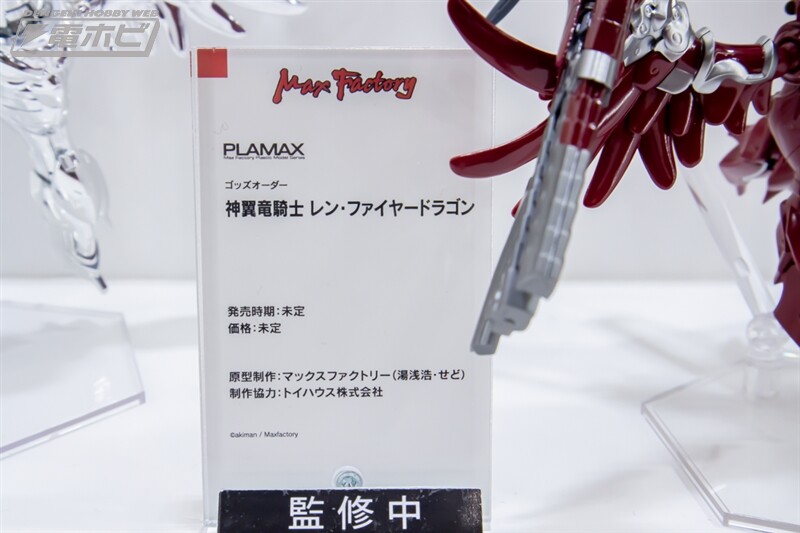 DENGEKI HOBBY WEB
電ホビ
Max Factory
PLAMAX
Max Factory Plastic Model Series
ゴッズオーダー
神翼竜騎士 レン・ファイヤードラゴン
発売時期：未定
価格：未定
原型制作：マックスファクトリー（湯浅浩・せど）
制作協力：トイハウス株式会社
©akiman / Maxfactory
監修中